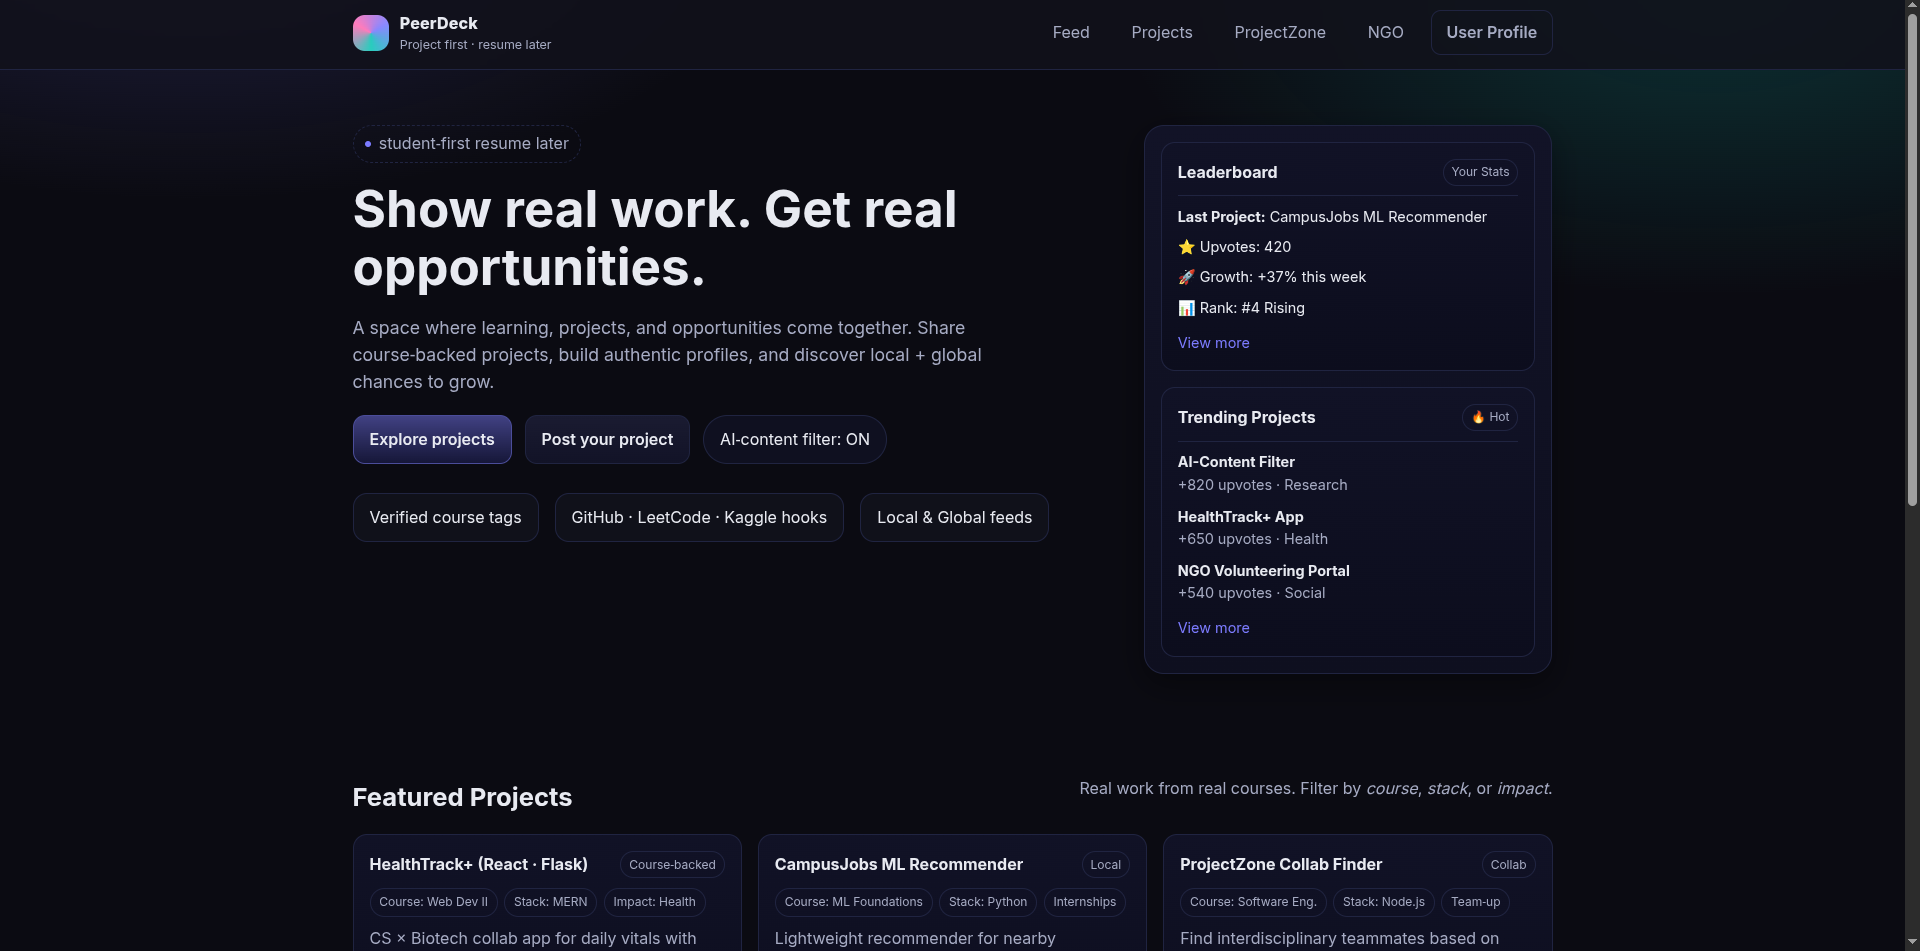 PeerDeck
Project first · resume later
Feed
Projects
ProjectZone
NGO
User Profile
student-first resume later
Show real work. Get real
opportunities.
A space where learning, projects, and opportunities come together. Share
course-backed projects, build authentic profiles, and discover local + global
chances to grow.
Explore projects
Post your project
AI-content filter: ON
Verified course tags
GitHub · LeetCode · Kaggle hooks
Local & Global feeds
Leaderboard
Your Stats
Last Project: CampusJobs ML Recommender
⭐ Upvotes: 420
🚀 Growth: +37% this week
📊 Rank: #4 Rising
View more
Trending Projects
🔥 Hot
AI-Content Filter
+820 upvotes · Research
HealthTrack+ App
+650 upvotes · Health
NGO Volunteering Portal
+540 upvotes · Social
View more
Featured Projects
Real work from real courses. Filter by course, stack, or impact.
HealthTrack+ (React · Flask)
Course-backed
Course: Web Dev II
Stack: MERN
Impact: Health
CS × Biotech collab app for daily vitals with
CampusJobs ML Recommender
Local
Course: ML Foundations
Stack: Python
Internships
Lightweight recommender for nearby
ProjectZone Collab Finder
Collab
Course: Software Eng.
Stack: Node.js
Team-up
Find interdisciplinary teammates based on